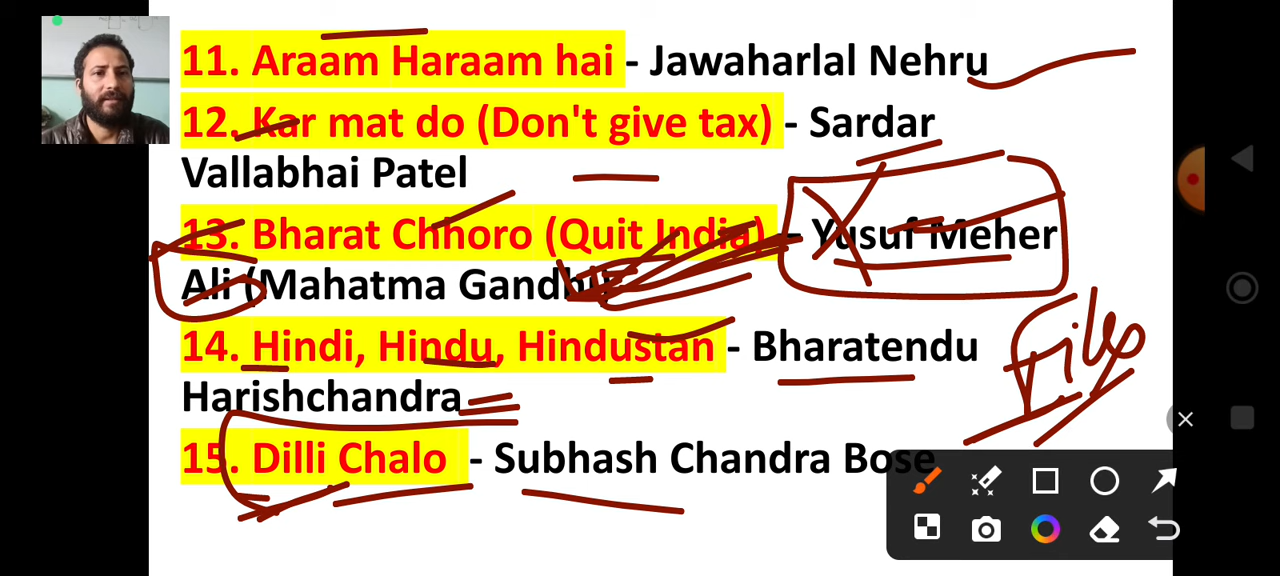 11. Araam Haraam hai - Jawaharlal Nehru
12. Kar mat do (Don't give tax) - Sardar
Vallabhai Patel
13. Bharat Chhoro (Quit India) - Yusuf Meher
Ali (Mahatma Gandhi)
14. Hindi, Hindu, Hindustan - Bharatendu
Harishchandra
15. Dilli Chalo - Subhash Chandra Bose